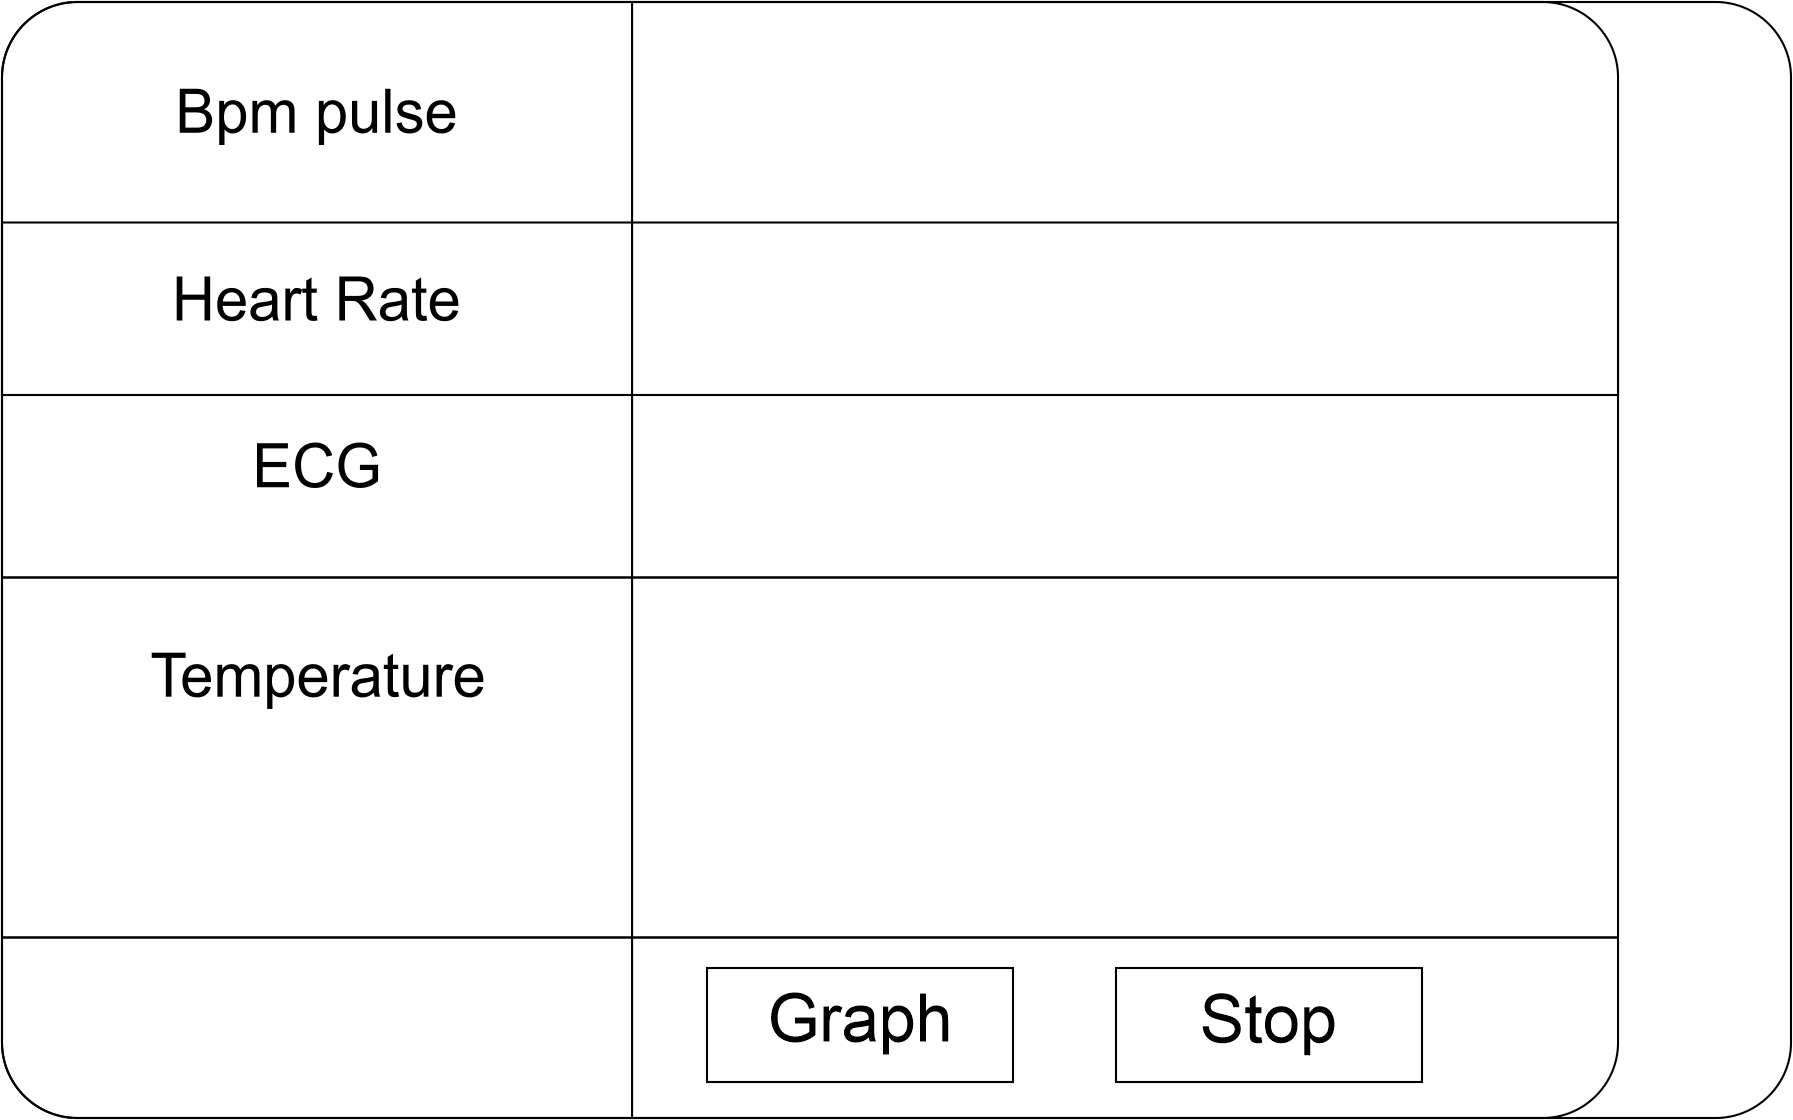 Bpm pulse
Heart Rate
ECG
Temperature
Graph
Stop